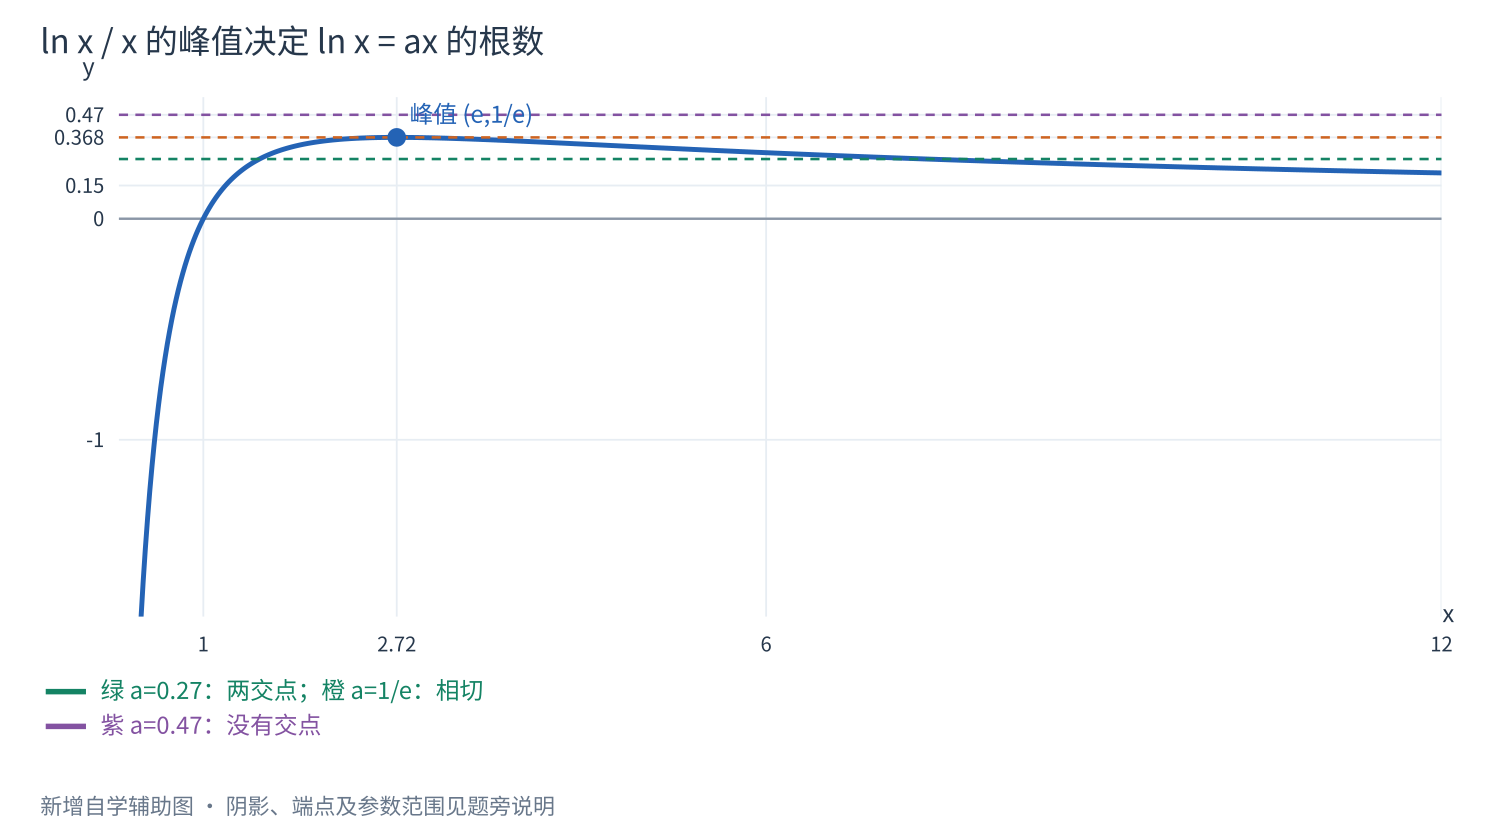 ln x / x 的峰值决定 ln x = ax 的根数
y
峰值 (e,1/e)
0.47
0.368
0.15
0
-1
x
1
2.72
6
12
绿 a=0.27：两交点；橙 a=1/e：相切
紫 a=0.47：没有交点
新增自学辅助图 · 阴影、端点及参数范围见题旁说明